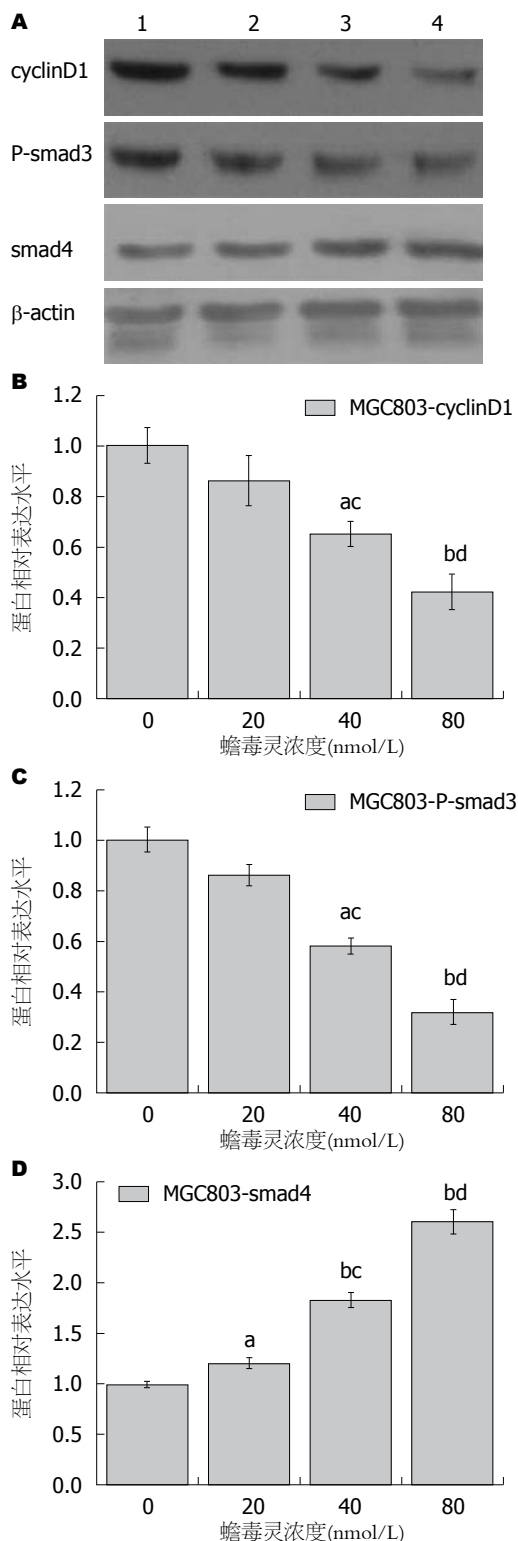 A
1 2 3 4
cyclinD1
P-smad3
smad4
β-actin
B
MGC803-cyclinD1
蛋白相对表达水平
1.2
1.0
0.8
0.6
0.4
0.2
0.0
ac
bd
0 20 40 80
蟾毒灵浓度(nmol/L)
C
MGC803-P-smad3
蛋白相对表达水平
1.2
1.0
0.8
0.6
0.4
0.2
0.0
ac
bd
0 20 40 80
蟾毒灵浓度(nmol/L)
D
MGC803-smad4
蛋白相对表达水平
3.0
2.5
2.0
1.5
1.0
0.5
0.0
a
bc
bd
0 20 40 80
蟾毒灵浓度(nmol/L)